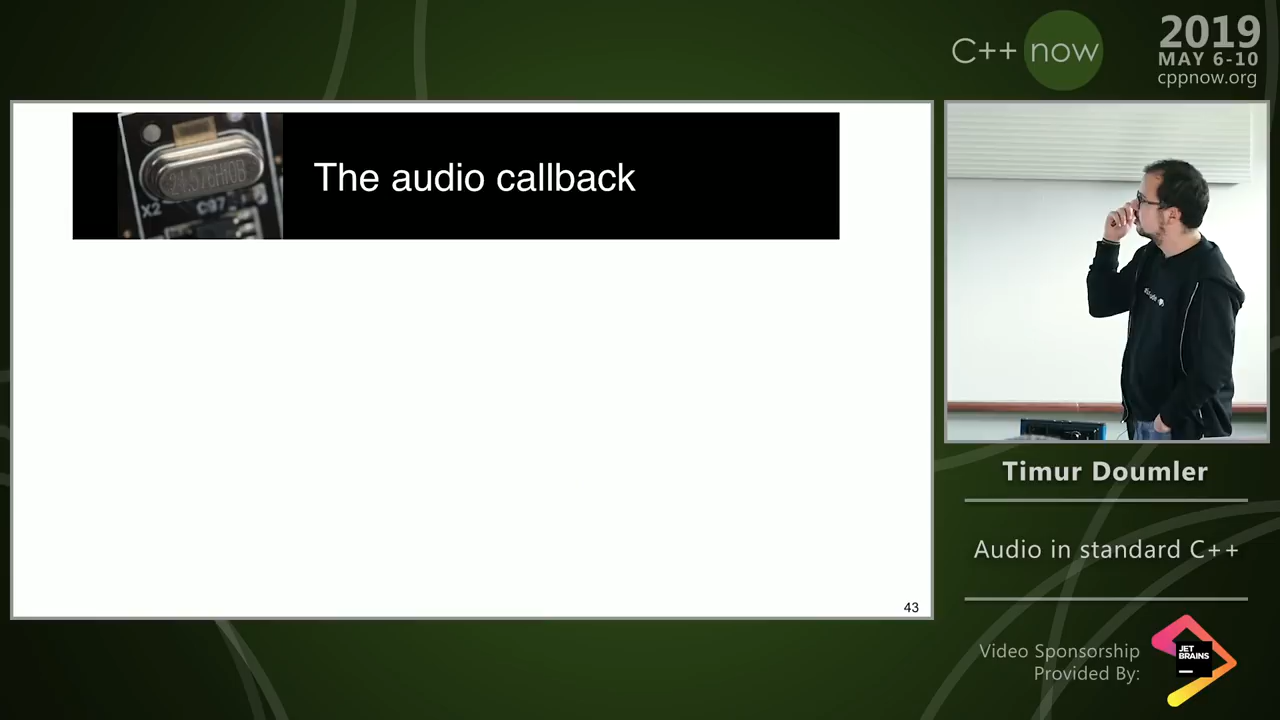 C++ now
2019
MAY 6-10
cppnow.org
The audio callback
X2
43
Timur Doumler
Audio in standard C++
Video Sponsorship
Provided By:
JET
BRAINS